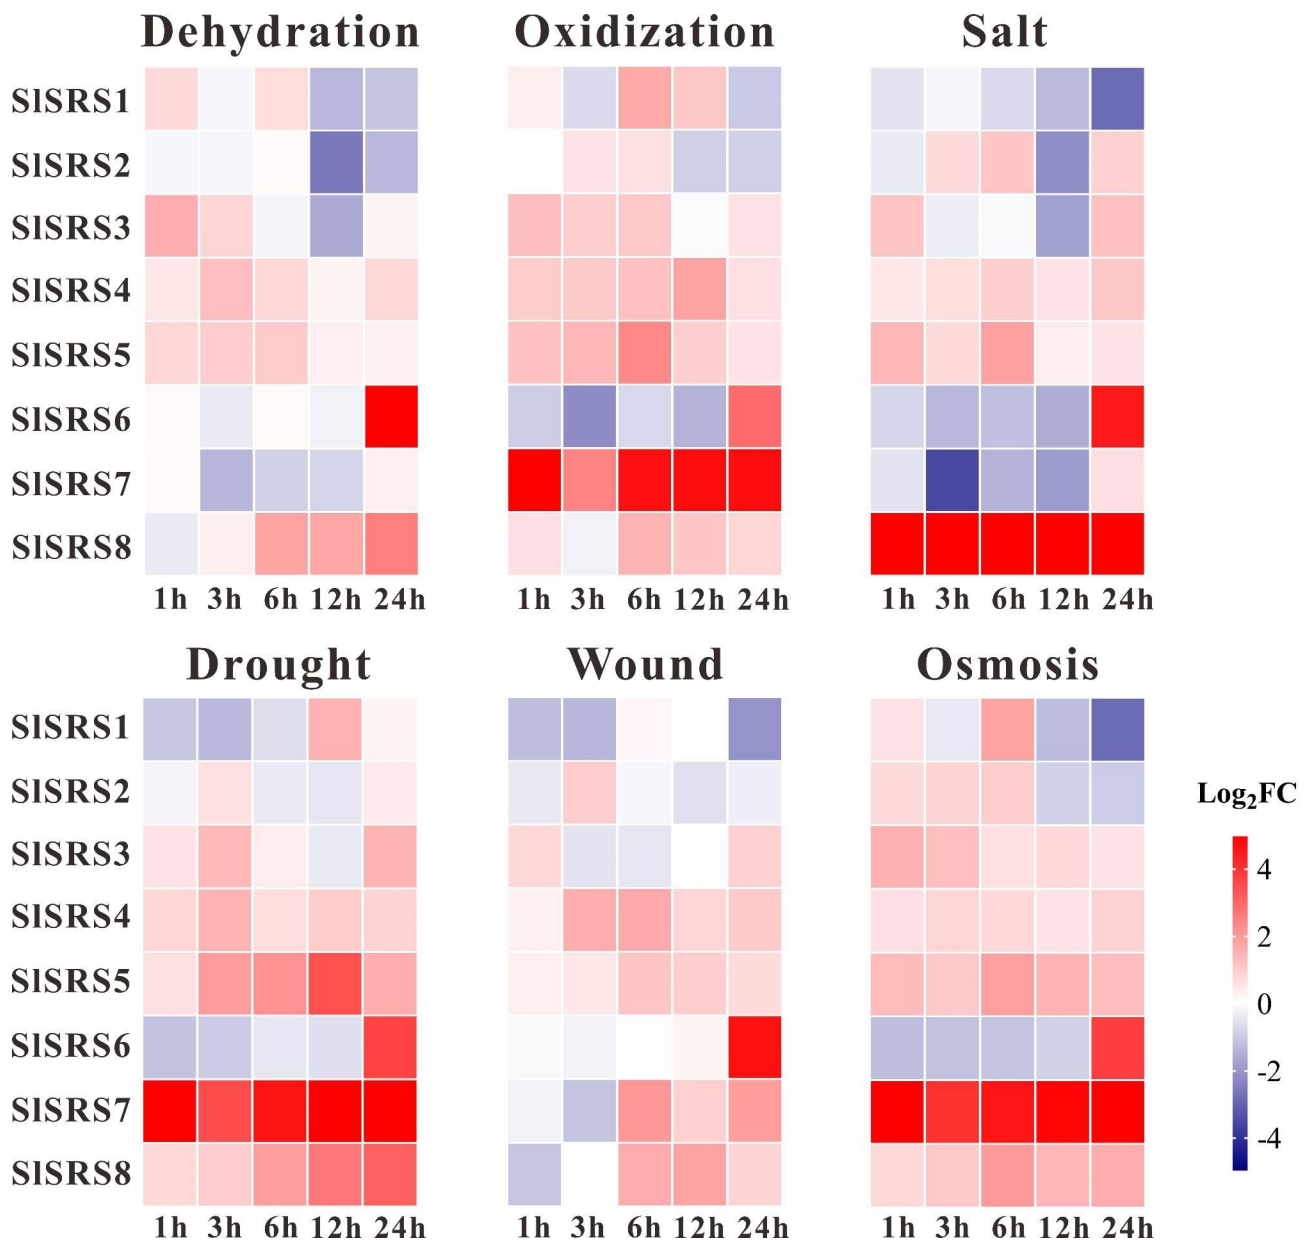 Dehydration Oxidization Salt
SlSRS1
SlSRS2
SlSRS3
SlSRS4
SlSRS5
SlSRS6
SlSRS7
SlSRS8
1h 3h 6h 12h 24h 1h 3h 6h 12h 24h 1h 3h 6h 12h 24h
Drought Wound Osmosis
SlSRS1
SlSRS2
SlSRS3
SlSRS4
SlSRS5
SlSRS6
SlSRS7
SlSRS8
1h 3h 6h 12h 24h 1h 3h 6h 12h 24h 1h 3h 6h 12h 24h
Log₂FC
4
2
0
-2
-4